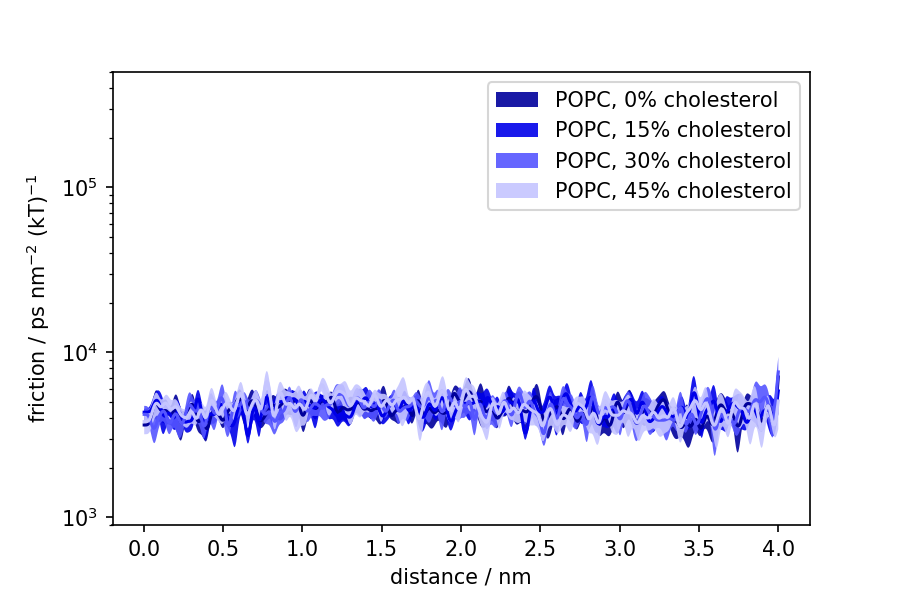 POPC, 0% cholesterol
POPC, 15% cholesterol
POPC, 30% cholesterol
POPC, 45% cholesterol
friction / ps nm⁻² (kT)⁻¹
10⁵
10⁴
10³
0.0 0.5 1.0 1.5 2.0 2.5 3.0 3.5 4.0
distance / nm